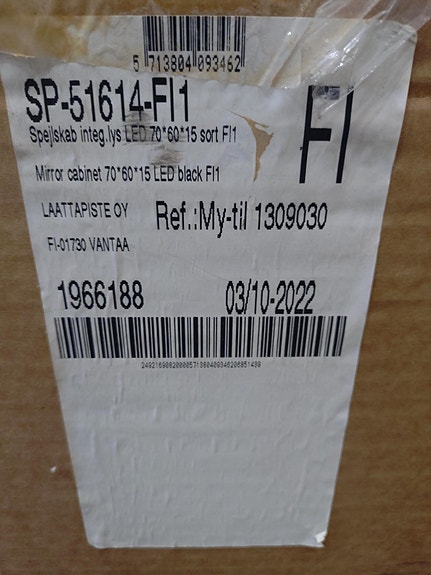 5 713804 093462
SP-51614-FI1
FI
Spejlskab integ.lys LED 70*60*15 sort FI1
Mirror cabinet 70*60*15 LED black FI1
LAATTAPISTE OY
Ref.:My-til 1309030
FI-01730 VANTAA
1966188
03/10-2022